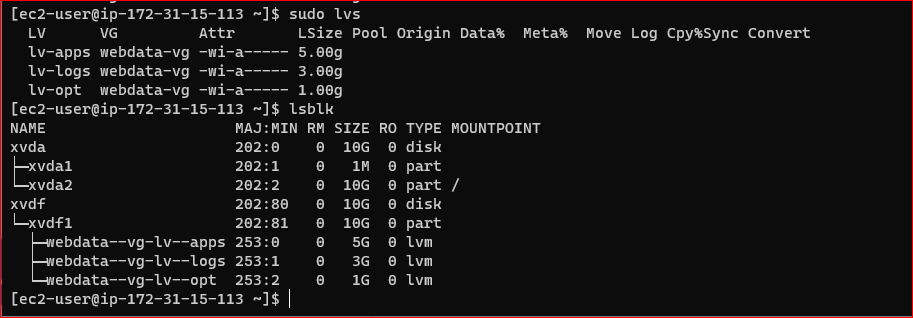 [ec2-user@ip-172-31-15-113 ~]$ sudo lvs
  LV      VG         Attr       LSize Pool Origin Data%  Meta%  Move Log Cpy%Sync Convert
  lv-apps webdata-vg -wi-a----- 5.00g
  lv-logs webdata-vg -wi-a----- 3.00g
  lv-opt  webdata-vg -wi-a----- 1.00g
[ec2-user@ip-172-31-15-113 ~]$ lsblk
NAME                     MAJ:MIN RM SIZE RO TYPE MOUNTPOINT
xvda                     202:0    0  10G  0 disk
├─xvda1                  202:1    0   1M  0 part
└─xvda2                  202:2    0  10G  0 part /
xvdf                     202:80   0  10G  0 disk
└─xvdf1                  202:81   0  10G  0 part
  ├─webdata--vg-lv--apps 253:0    0   5G  0 lvm
  ├─webdata--vg-lv--logs 253:1    0   3G  0 lvm
  └─webdata--vg-lv--opt  253:2    0   1G  0 lvm
[ec2-user@ip-172-31-15-113 ~]$